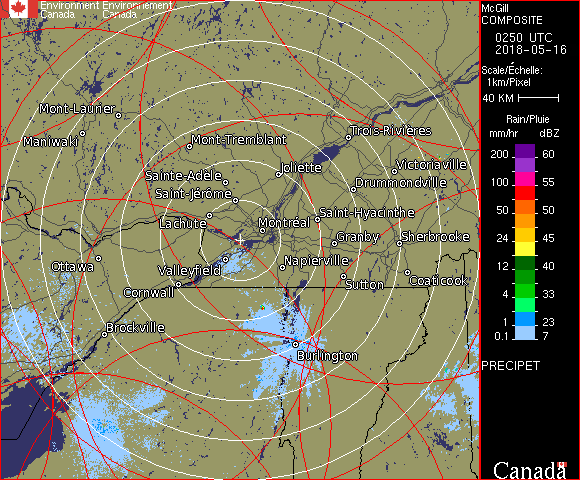 Environment Environnement
Canada Canada
McGill
COMPOSITE
0250 UTC
2018-05-16
Scale/Échelle:
1km/Pixel
40 KM
Rain/Pluie
mm/hr dBZ
200 60
155
100 55
50 50
50 45
24 30
12 40
4 33
1 23
0.1 7
PRECIPET
Canada
Mont-Laurier
Maniwaki
Mont-Tremblant
Trois-Rivières
Joliette
Victoriaville
Sainte-Adèle
Drummondville
Saint-Jérôme
Saint-Hyacinthe
Lachute
Montréal
Granby
Sherbrooke
Ottawa
Valleyfield
Napierville
Cornwall
Sutton
Coaticook
Brockville
Burlington